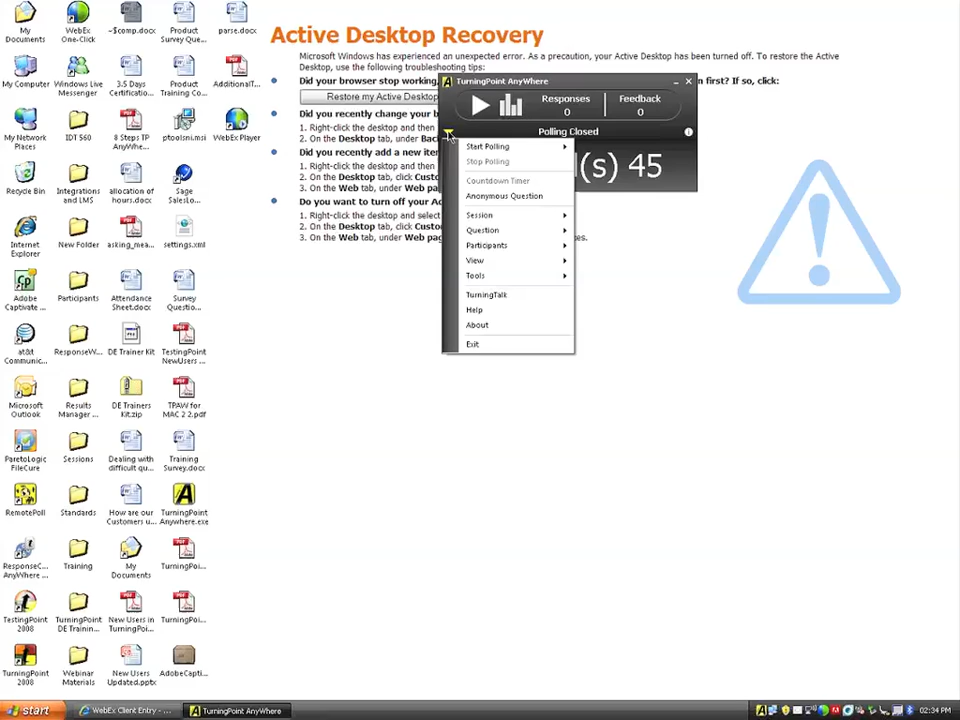 Active Desktop Recovery
Microsoft Windows has experienced an unexpected error. As a precaution, your Active Desktop has been turned off. To restore the Active
Desktop, use the following troubleshooting tips:
Did your browser stop working,
n first? If so, click:
Restore my Active Desktop
Did you recently change your b
1. Right-click the desktop and then
2. On the Desktop tab, under Bac
Did you recently add a new iter
1. Right-click the desktop and then
2. On the Desktop tab, click Custo
3. On the Web tab, under Web pa
Do you want to turn off your Ac
1. Right-click the desktop and select
2. On the Desktop tab, click Custo
3. On the Web tab, under Web pag
es.
TurningPoint AnyWhere
Responses
0
Feedback
0
Polling Closed
l(s) 45
Start Polling
Stop Polling
Countdown Timer
Anonymous Question
Session
Question
Participants
View
Tools
TurningTalk
Help
About
Exit
My
Documents
WebEx
One-Click
~$comp.docx
Product
Survey Que...
parse.docx
My Computer
Windows Live
Messenger
3.5 Days
Certificatio...
Product
Training Co...
AdditionalT...
My Network
Places
IDT 560
8 Steps TP
AnyWhe...
ptoolsni.msi
WebEx Player
Recycle Bin
Integrations
and LMS
allocation of
hours.docx
Sage
SalesLo...
Internet
Explorer
New Folder
asking_mea...
settings.xml
Adobe
Captivate ...
Participants
Attendance
Sheet.docx
Survey
Questio...
at&t
Communic...
ResponseW...
DE Trainer Kit
TestingPoint
NewUsers ...
Microsoft
Outlook
Results
Manager ...
DE Trainers
Kit.zip
TPAW for
MAC 2 2.pdf
ParetoLogic
FileCure
Sessions
Dealing with
difficult qu...
Training
Survey.docx
RemotePoll
Standards
How are our
Customers u...
TurningPoint
Anywhere.exe
ResponseC...
AnyWhere ...
Training
My
Documents
TurningPoi...
TestingPoint
2008
TurningPoint
DE Trainin...
New Users in
TurningPoi...
TurningPoi...
TurningPoint
2008
Webinar
Materials
New Users
Updated.pptx
AdobeCapti...
start
WebEx Client Entry - ...
TurningPoint AnyWhere
02:34 PM